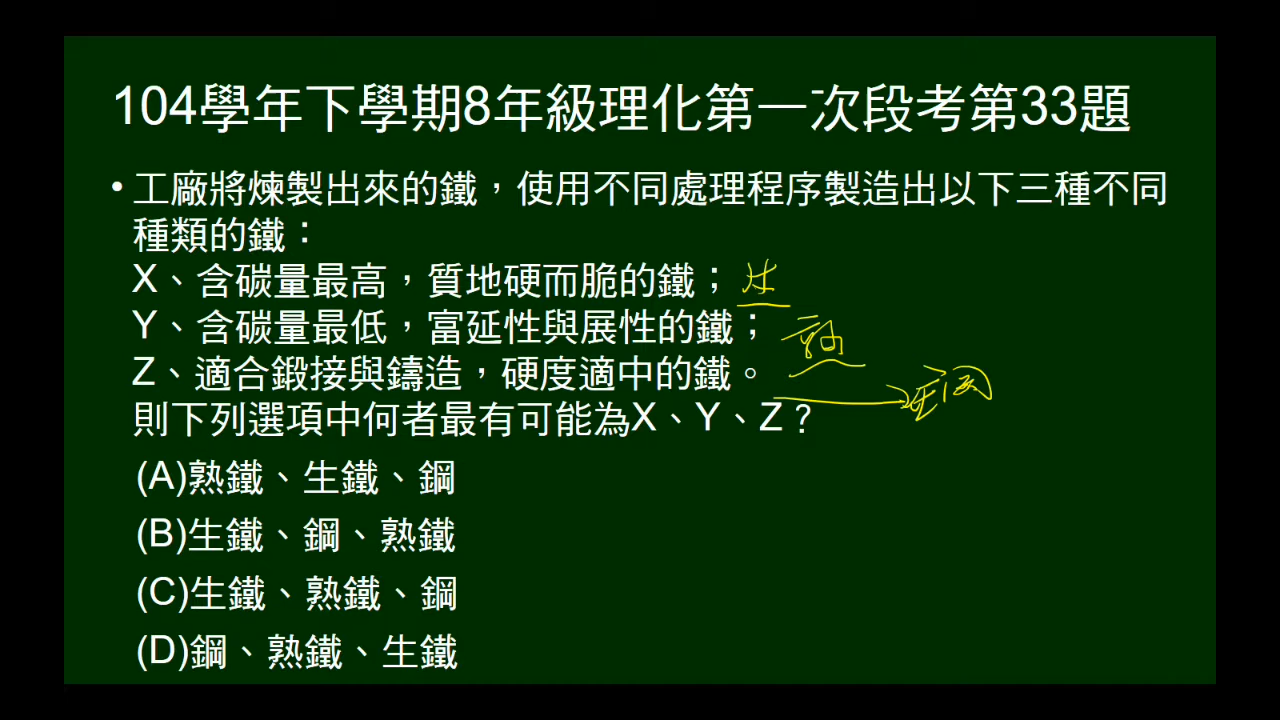 104學年下學期8年級理化第一次段考第33題
• 工廠將煉製出來的鐵，使用不同處理程序製造出以下三種不同
種類的鐵：
X、含碳量最高，質地硬而脆的鐵； 生
Y、含碳量最低，富延性與展性的鐵； 熟
Z、適合鍛接與鑄造，硬度適中的鐵。 鋼
則下列選項中何者最有可能為X、Y、Z？
(A)熟鐵、生鐵、鋼
(B)生鐵、鋼、熟鐵
(C)生鐵、熟鐵、鋼
(D)鋼、熟鐵、生鐵